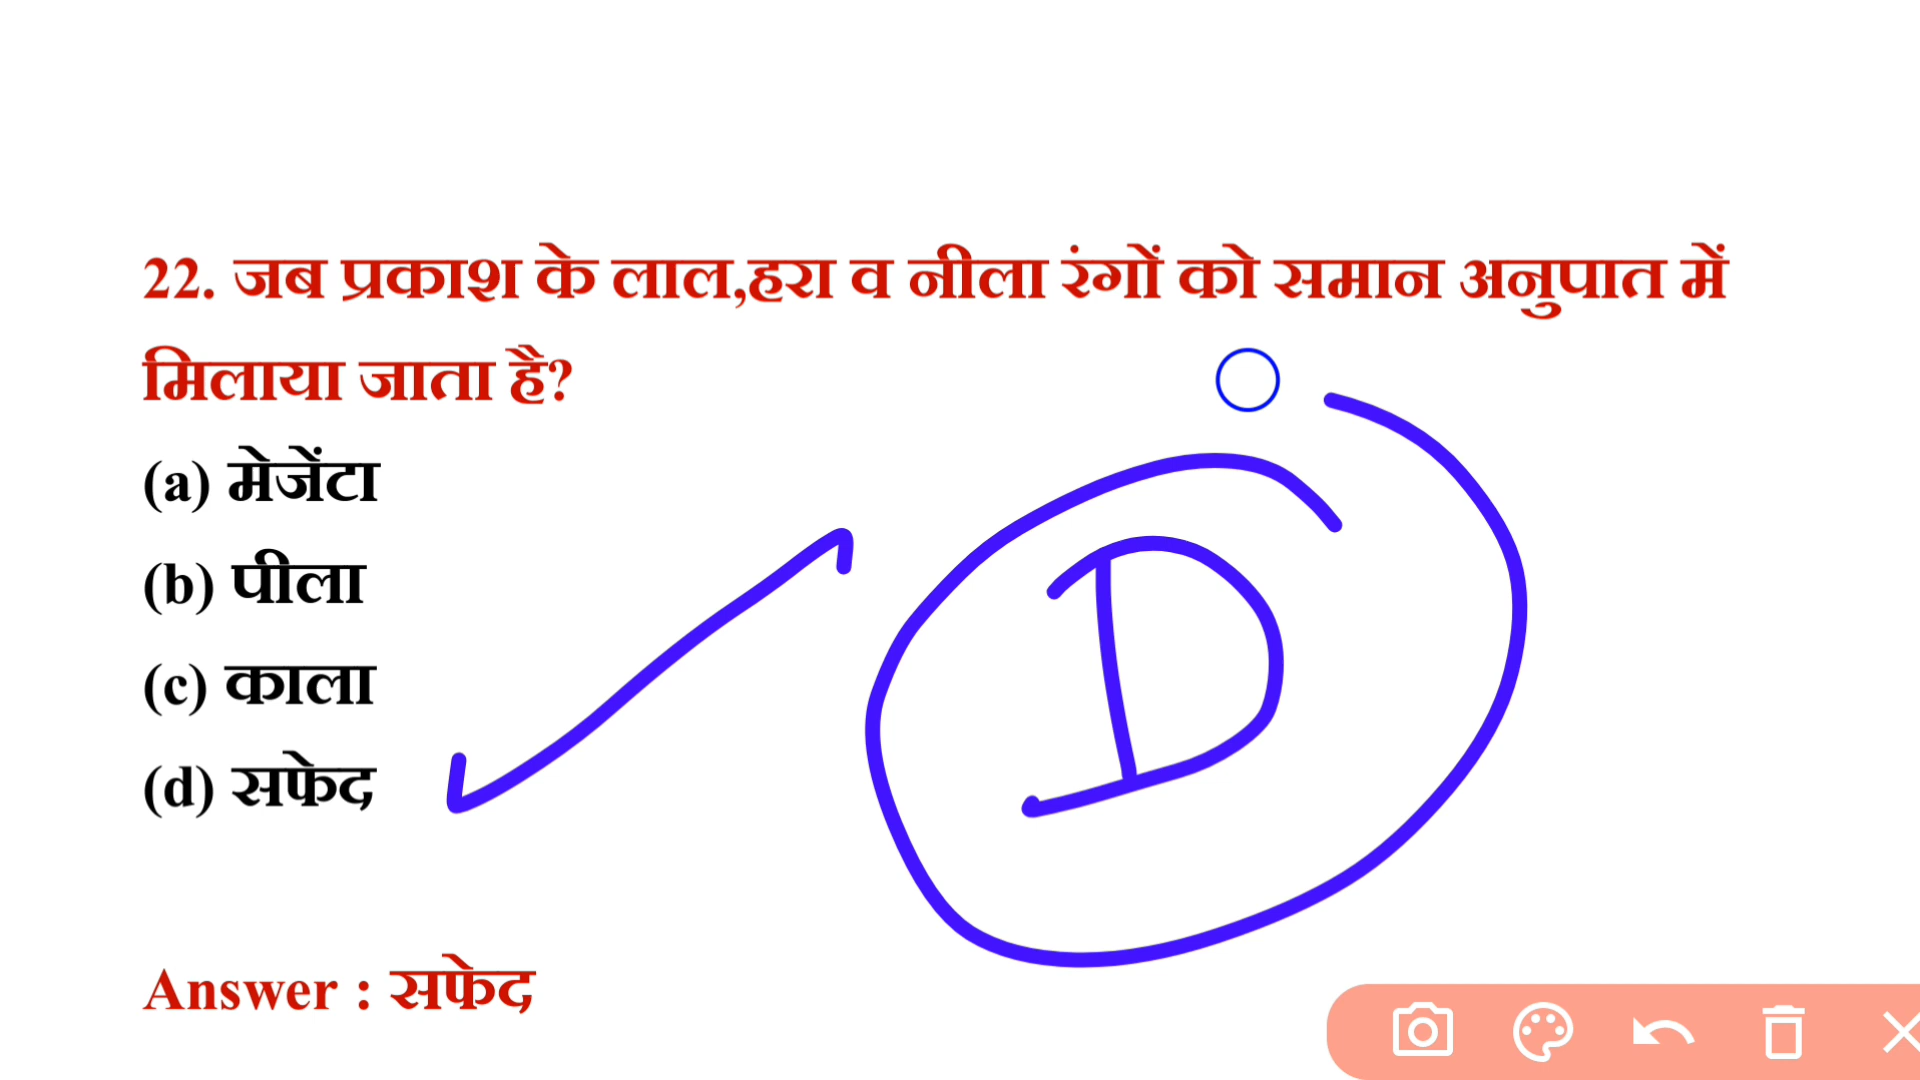 22. जब प्रकाश के लाल,हरा व नीला रंगों को समान अनुपात में
मिलाया जाता है?
(a) मेजेंटा
(b) पीला
(c) काला
(d) सफेद
D
Answer : सफेद